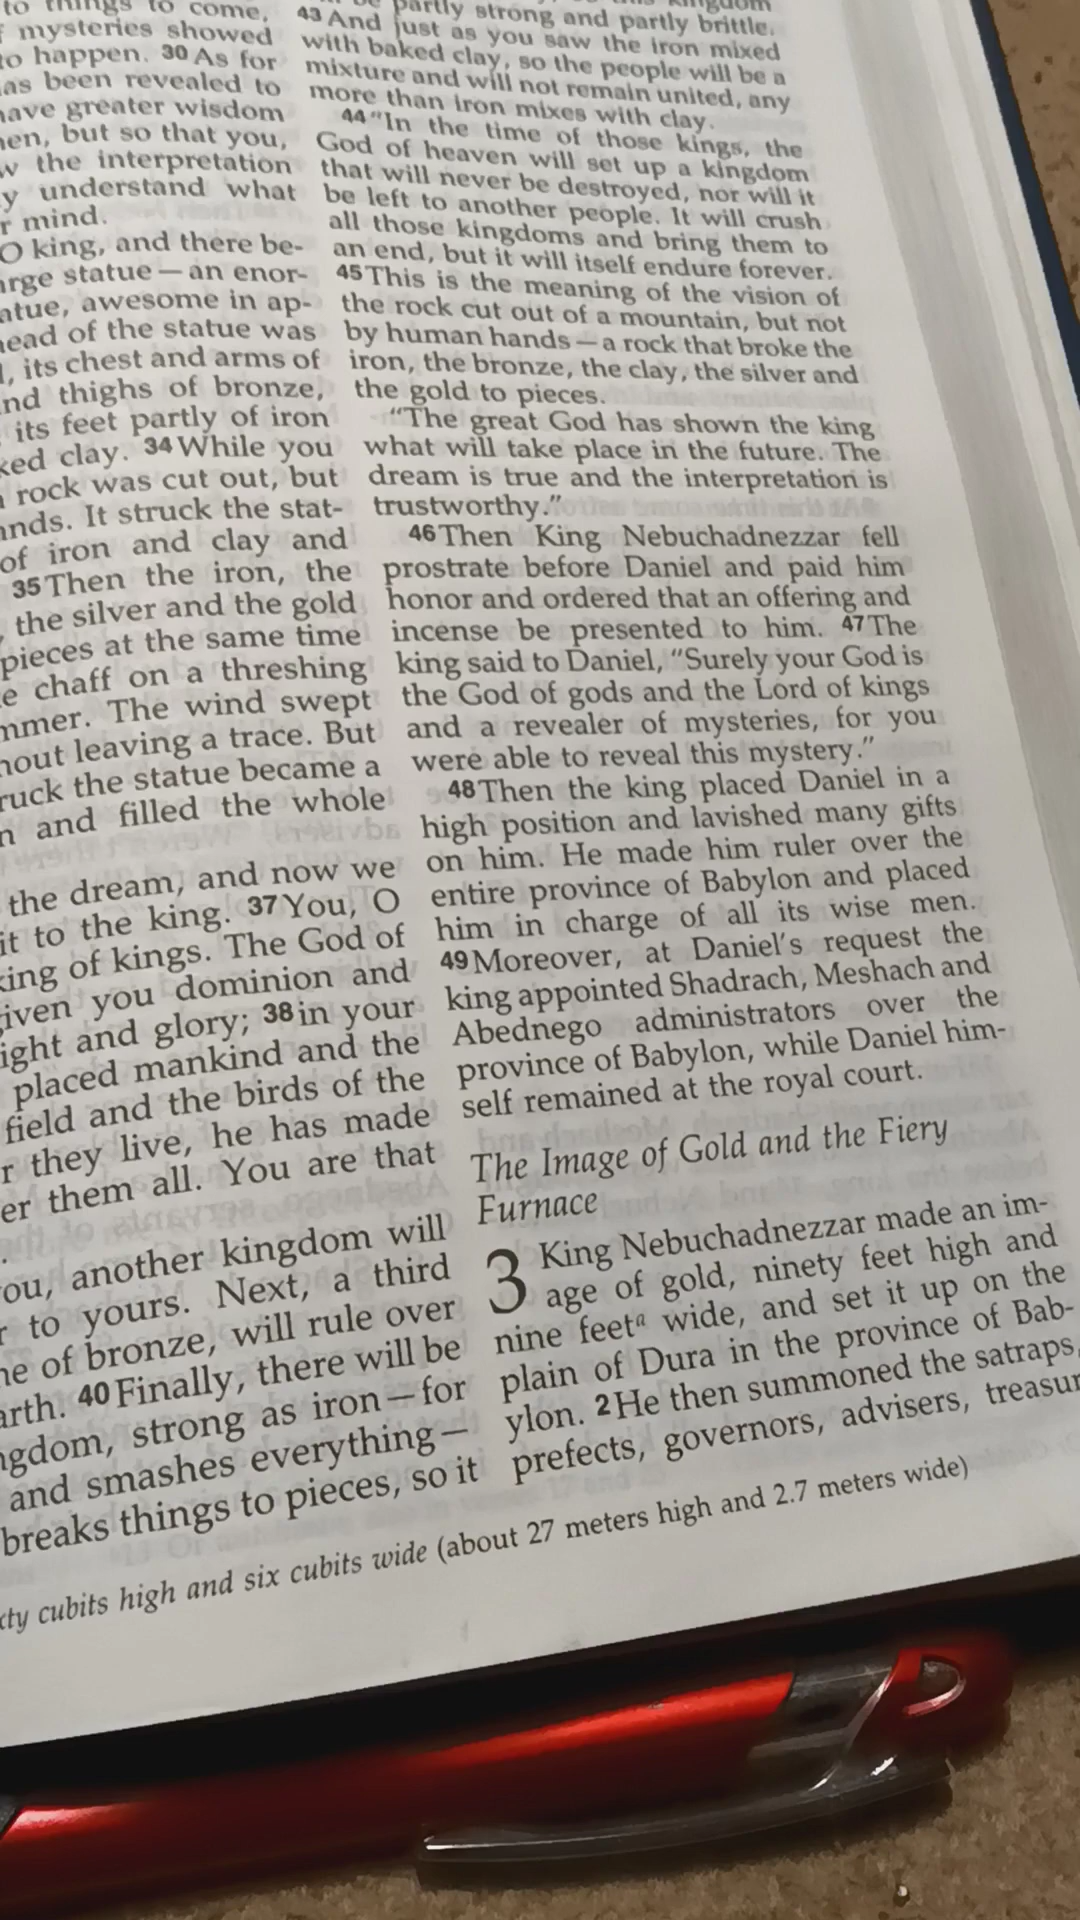 to things to come,
mysteries showed
to happen. 30 As for
as been revealed to
have greater wisdom
en, but so that you,
w the interpretation
y understand what
r mind.
O king, and there be-
arge statue — an enor-
atue, awesome in ap-
head of the statue was
, its chest and arms of
nd thighs of bronze,
its feet partly of iron
ked clay. 34 While you
rock was cut out, but
ands. It struck the stat-
of iron and clay and
35 Then the iron, the
the silver and the gold
pieces at the same time
e chaff on a threshing
mmer. The wind swept
hout leaving a trace. But
ruck the statue became a
n and filled the whole
the dream, and now we
it to the king. 37 You, O
king of kings. The God of
iven you dominion and
ight and glory; 38 in your
placed mankind and the
field and the birds of the
r they live, he has made
er them all. You are that
.
ou, another kingdom will
r to yours. Next, a third
ne of bronze, will rule over
arth. 40 Finally, there will be
ngdom, strong as iron — for
and smashes everything —
breaks things to pieces, so it
partly strong and partly brittle.
43 And just as you saw the iron mixed
with baked clay, so the people will be a
mixture and will not remain united, any
more than iron mixes with clay.
44 "In the time of those kings, the
God of heaven will set up a kingdom
that will never be destroyed, nor will it
be left to another people. It will crush
all those kingdoms and bring them to
an end, but it will itself endure forever.
45 This is the meaning of the vision of
the rock cut out of a mountain, but not
by human hands — a rock that broke the
iron, the bronze, the clay, the silver and
the gold to pieces.
"The great God has shown the king
what will take place in the future. The
dream is true and the interpretation is
trustworthy."
46 Then King Nebuchadnezzar fell
prostrate before Daniel and paid him
honor and ordered that an offering and
incense be presented to him. 47 The
king said to Daniel, "Surely your God is
the God of gods and the Lord of kings
and a revealer of mysteries, for you
were able to reveal this mystery."
48 Then the king placed Daniel in a
high position and lavished many gifts
on him. He made him ruler over the
entire province of Babylon and placed
him in charge of all its wise men.
49 Moreover, at Daniel's request the
king appointed Shadrach, Meshach and
Abednego administrators over the
province of Babylon, while Daniel him-
self remained at the royal court.
The Image of Gold and the Fiery
Furnace
3 King Nebuchadnezzar made an im-
age of gold, ninety feet high and
nine feetᵃ wide, and set it up on the
plain of Dura in the province of Bab-
ylon. 2 He then summoned the satraps,
prefects, governors, advisers, treasur
xty cubits high and six cubits wide (about 27 meters high and 2.7 meters wide)